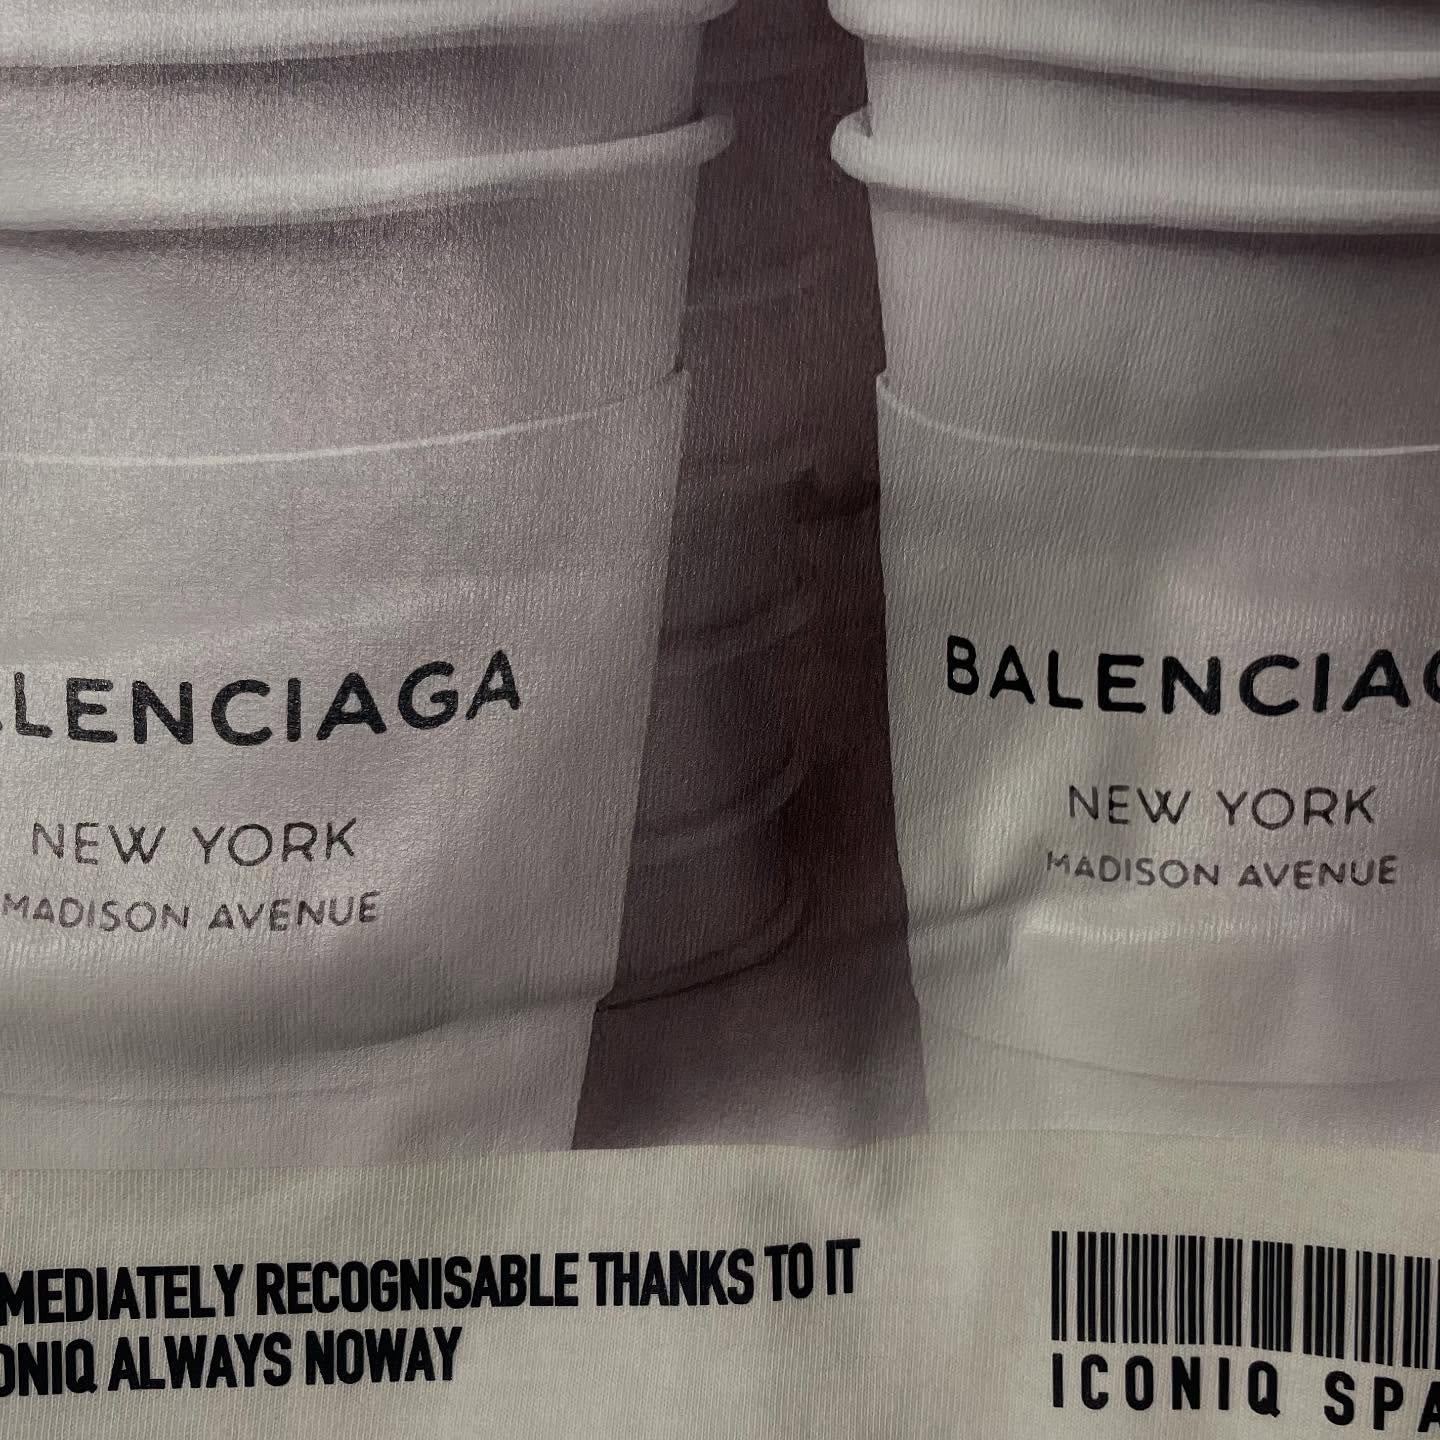 ALENCIAGA
NEW YORK
MADISON AVENUE
BALENCIAG
NEW YORK
MADISON AVENUE
MEDIATELY RECOGNISABLE THANKS TO IT
ONIQ ALWAYS NOWAY
ICONIQ SPA